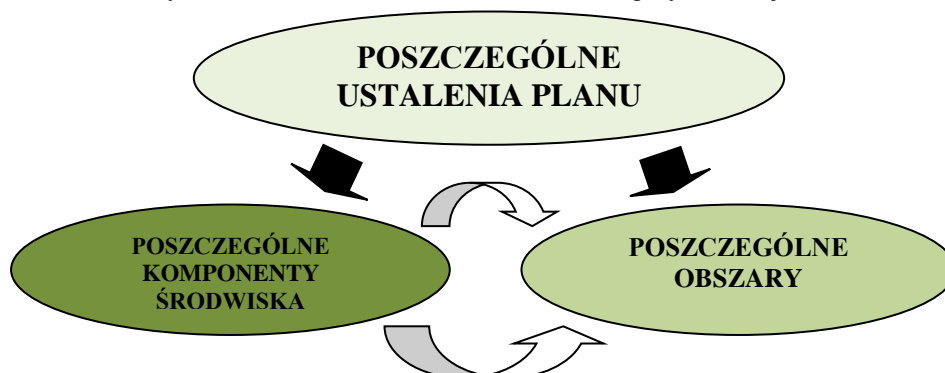 POSZCZEGÓLNE
USTALENIA PLANU
POSZCZEGÓLNE
KOMPONENTY
ŚRODWISKA
POSZCZEGÓLNE
OBSZARY